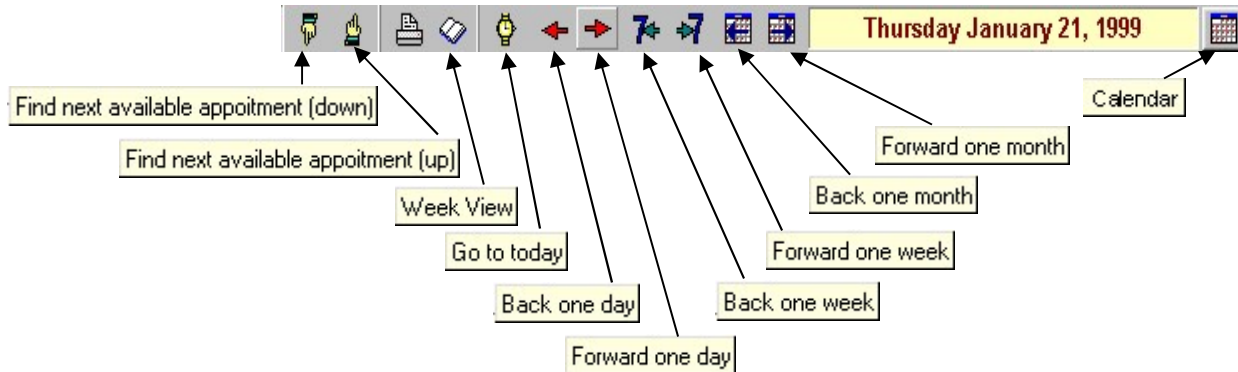 Thursday January 21, 1999
Find next available appoitment (down)
Calendar
Find next available appoitment (up)
Forward one month
Week View
Back one month
Go to today
Forward one week
Back one day
Back one week
Forward one day